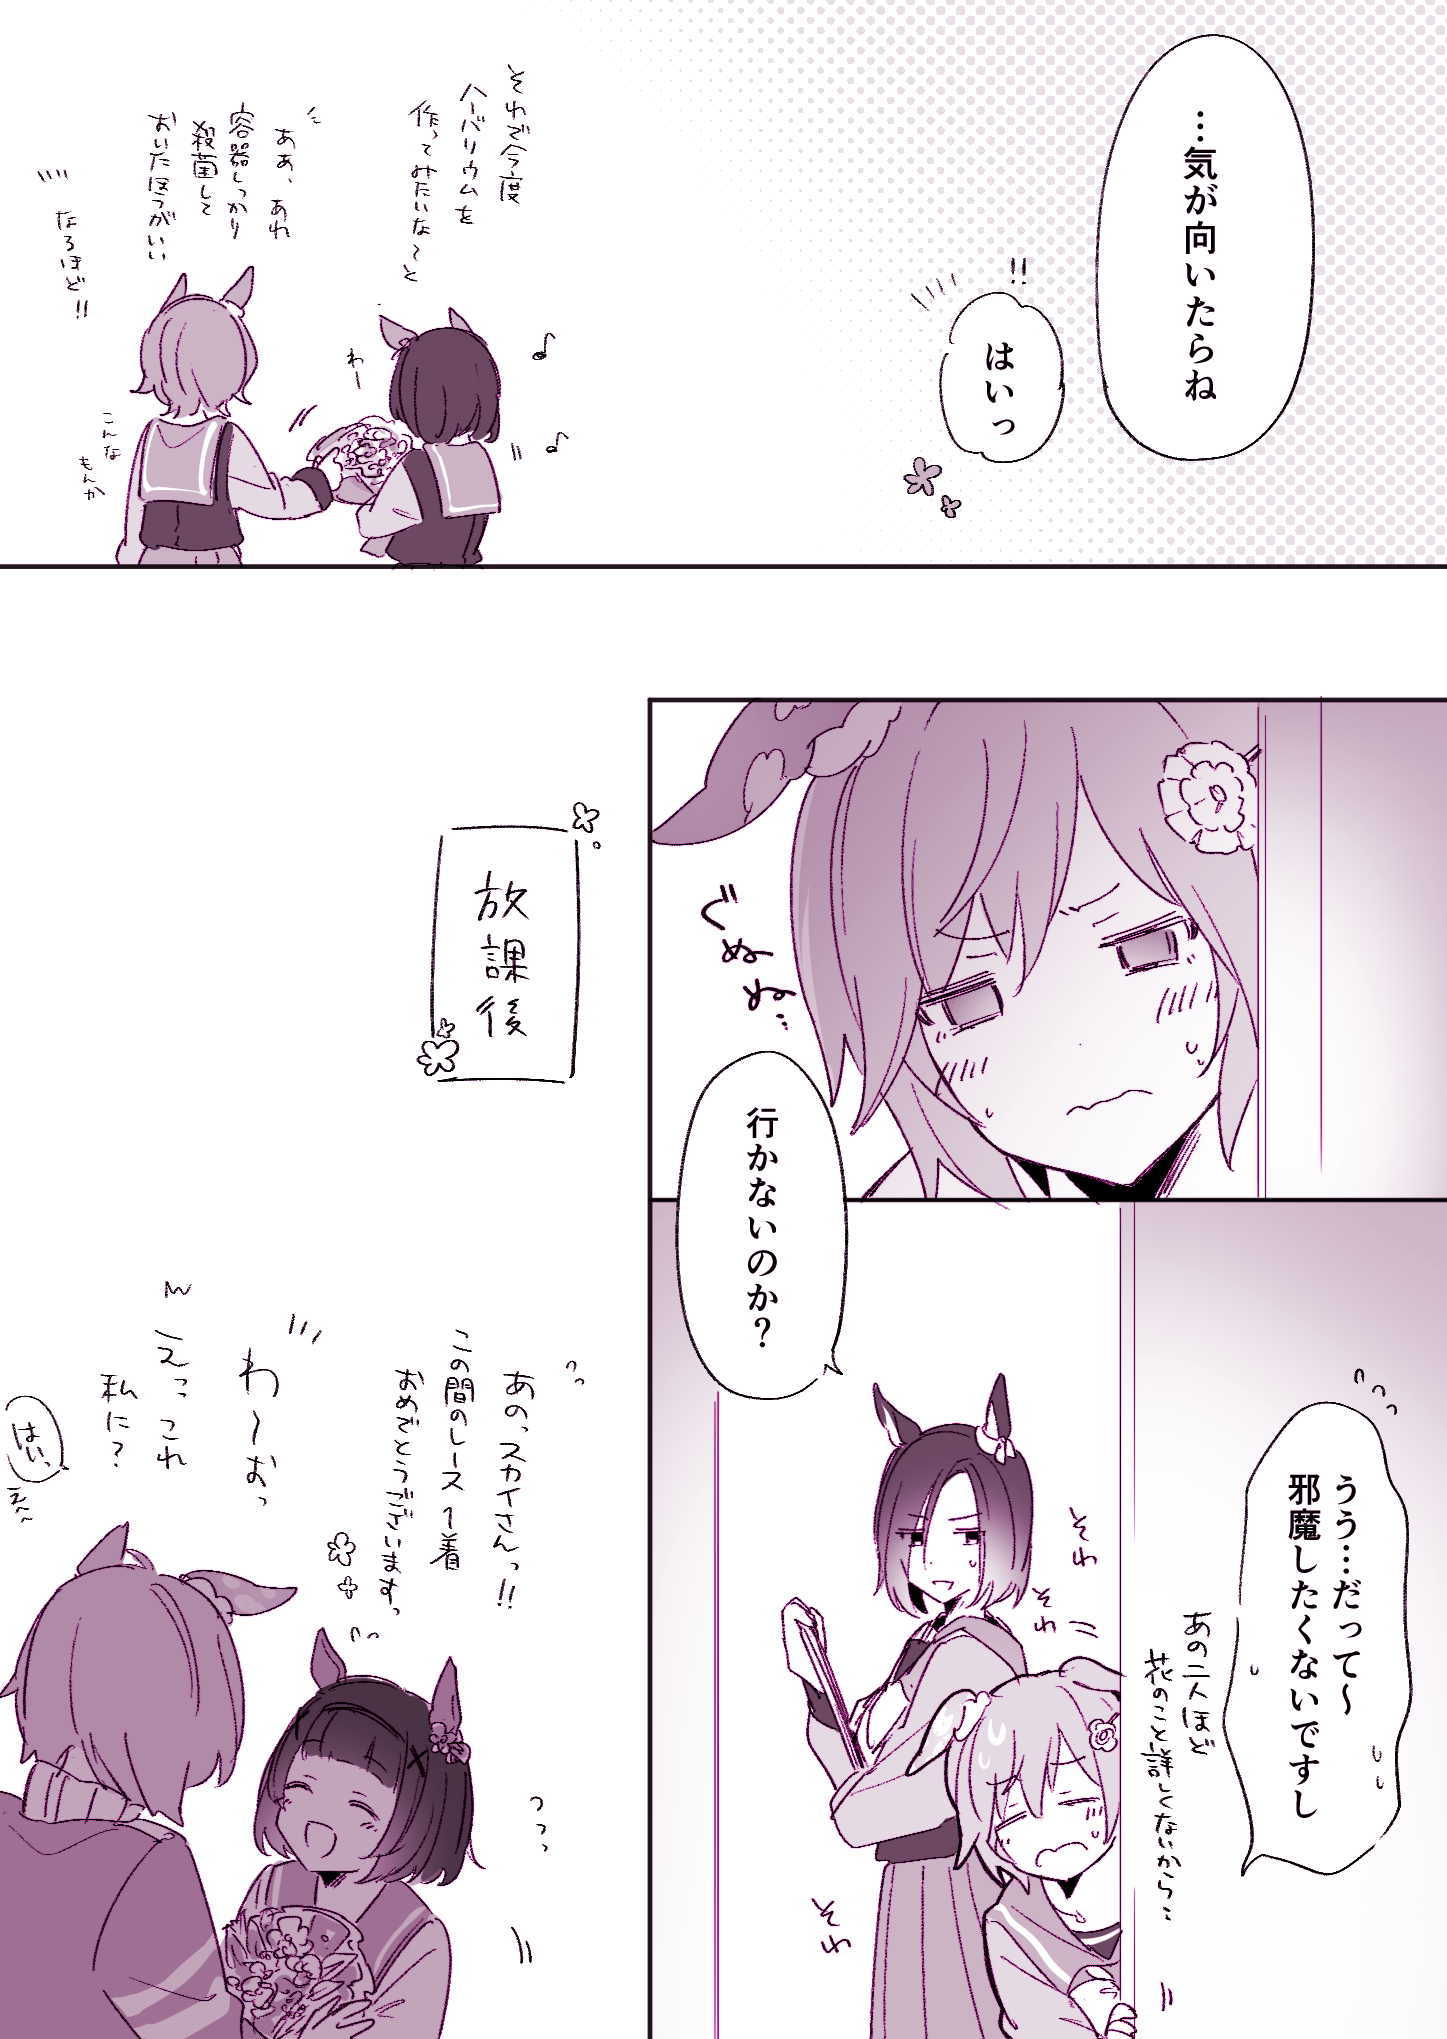 …気が向いたらね
!!
はいっ
それで今度
ハーバリウムを
作ってみたいな～と
わー
ああ、あれ
容器しっかり
殺菌して
おいたほうがいい
なるほど!!
こんな
もんか
ぐぬぬ…
行かないのか？
うう…だって～
邪魔したくないですし
あの二人ほど
花のこと詳しくないから…
そわ
そわ
そわ
放課後
あのっスカイさんっ!!
この間のレース1着
おめでとうございますっ
わ～おっ
えっこれ
私に？
はいっ
え～